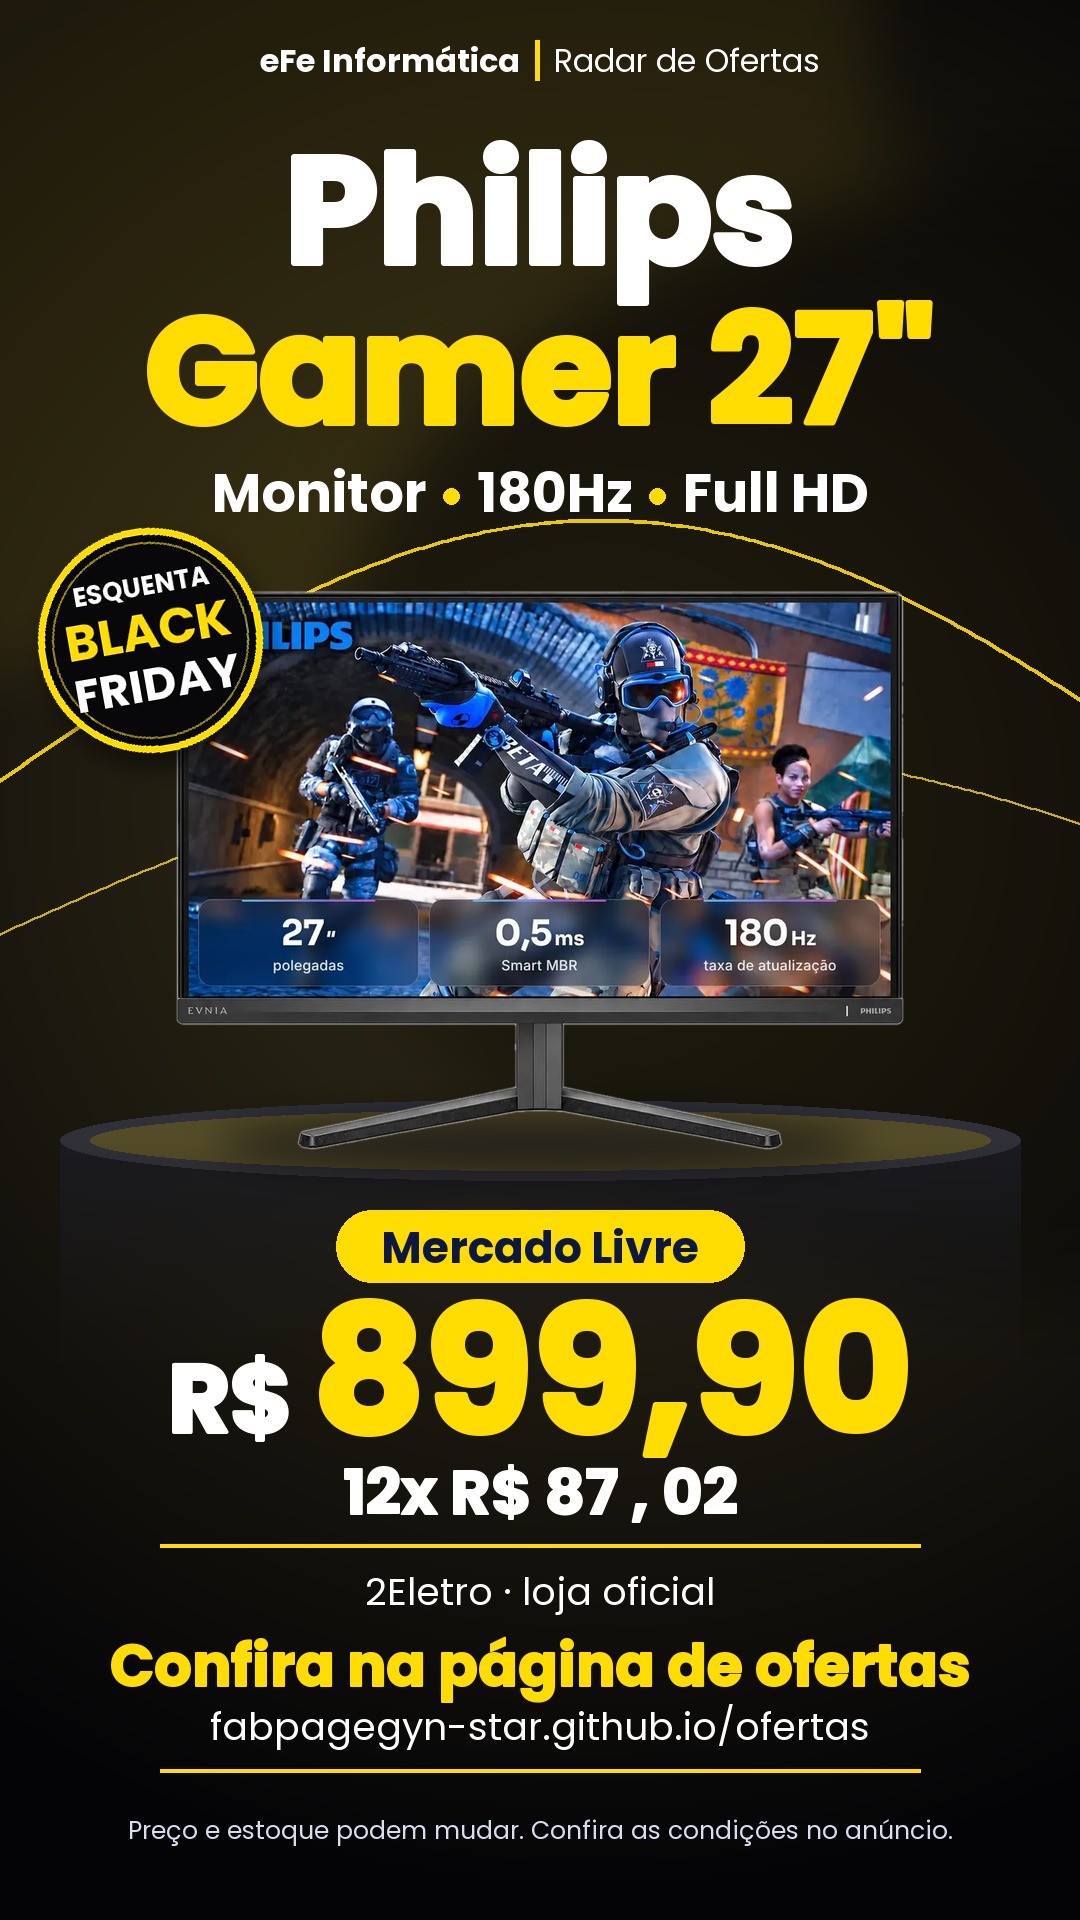 eFe Informática | Radar de Ofertas
Philips
Gamer 27"
Monitor • 180Hz • Full HD
ESQUENTA
BLACK
FRIDAY
ILIPS
BETA
27"
polegadas
0,5ms
Smart MBR
180Hz
taxa de atualização
EVNIA
PHILIPS
Mercado Livre
R$ 899,90
12x R$ 87 , 02
2Eletro · loja oficial
Confira na página de ofertas
fabpagegyn-star.github.io/ofertas
Preço e estoque podem mudar. Confira as condições no anúncio.